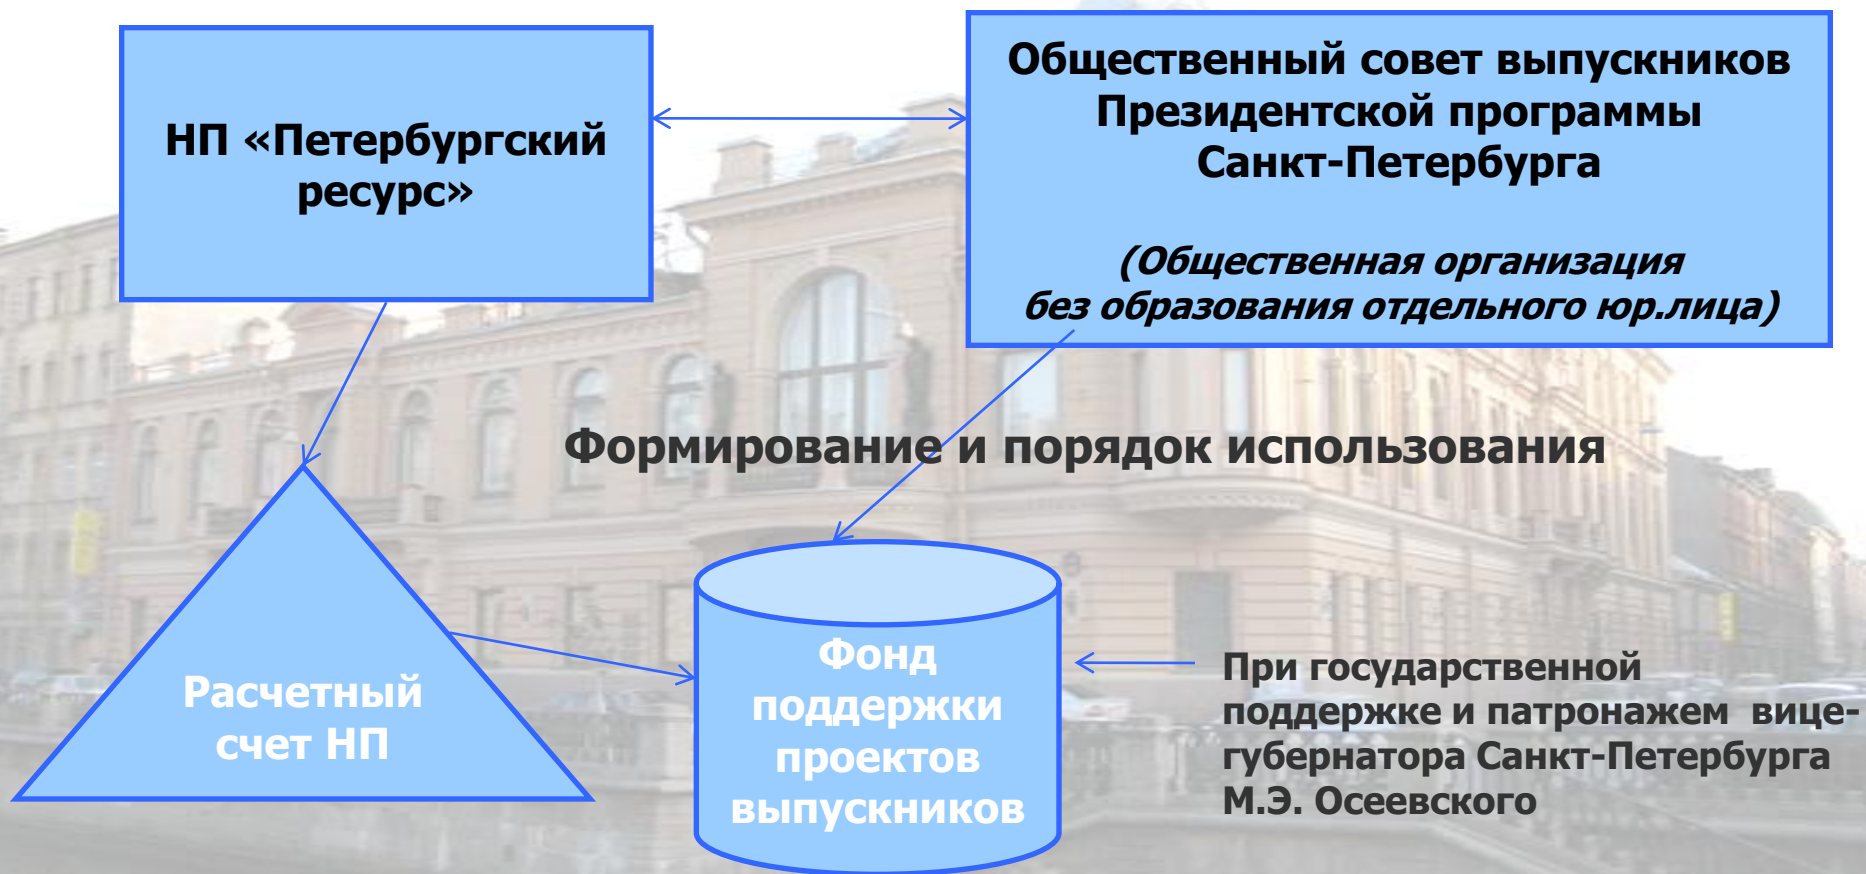 НП «Петербургский
ресурс»
Общественный совет выпускников
Президентской программы
Санкт-Петербурга
(Общественная организация
без образования отдельного юр.лица)
Формирование и порядок использования
Расчетный
счет НП
Фонд
поддержки
проектов
выпускников
При государственной
поддержке и патронажем вице-
губернатора Санкт-Петербурга
М.Э. Осеевского